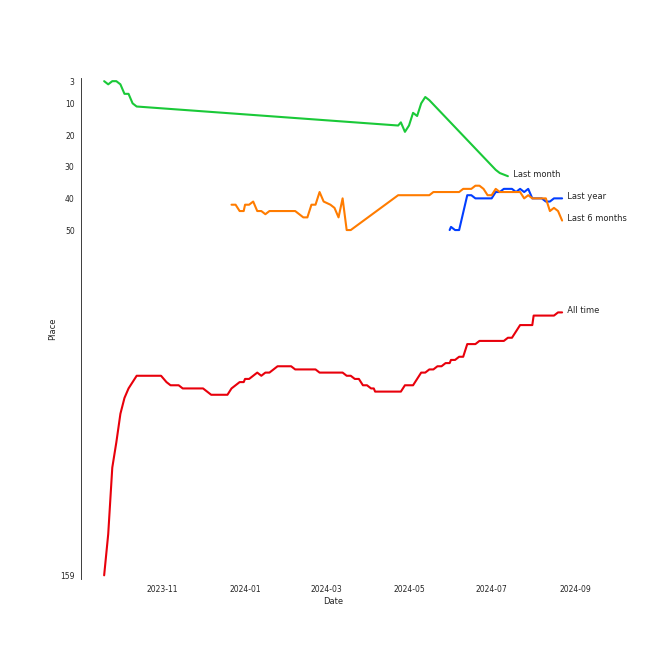 3
10
20
30
40
50
159
Place
Last month
Last year
Last 6 months
All time
2023-11
2024-01
2024-03
2024-05
2024-07
2024-09
Date